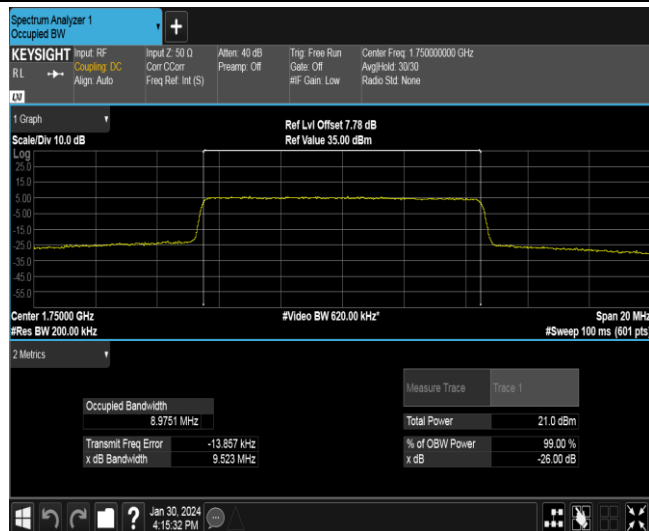 Spectrum Analyzer 1
Occupied BW
+
KEYSIGHT Input: RF Input Z: 50 Ω Atten: 40 dB Trig: Free Run Center Freq: 1.750000000 GHz
RL Coupling: DC Corr CCorr Preamp: Off Gate: Off Avg|Hold: 30/30
Align: Auto Freq Ref: Int (S) #IF Gain: Low Radio Std: None
1 Graph
Scale/Div 10.0 dB
Ref Lvl Offset 7.78 dB
Ref Value 35.00 dBm
Log
25.0
15.0
5.00
-5.00
-15.0
-25.0
-35.0
-45.0
-55.0
Center 1.75000 GHz #Video BW 620.00 kHz* Span 20 MHz
#Res BW 200.00 kHz #Sweep 100 ms (601 pts)
2 Metrics
Measure Trace Trace 1
Occupied Bandwidth
8.9751 MHz
Total Power 21.0 dBm
Transmit Freq Error -13.857 kHz % of OBW Power 99.00 %
x dB Bandwidth 9.523 MHz x dB -26.00 dB
? Jan 30, 2024
4:15:32 PM